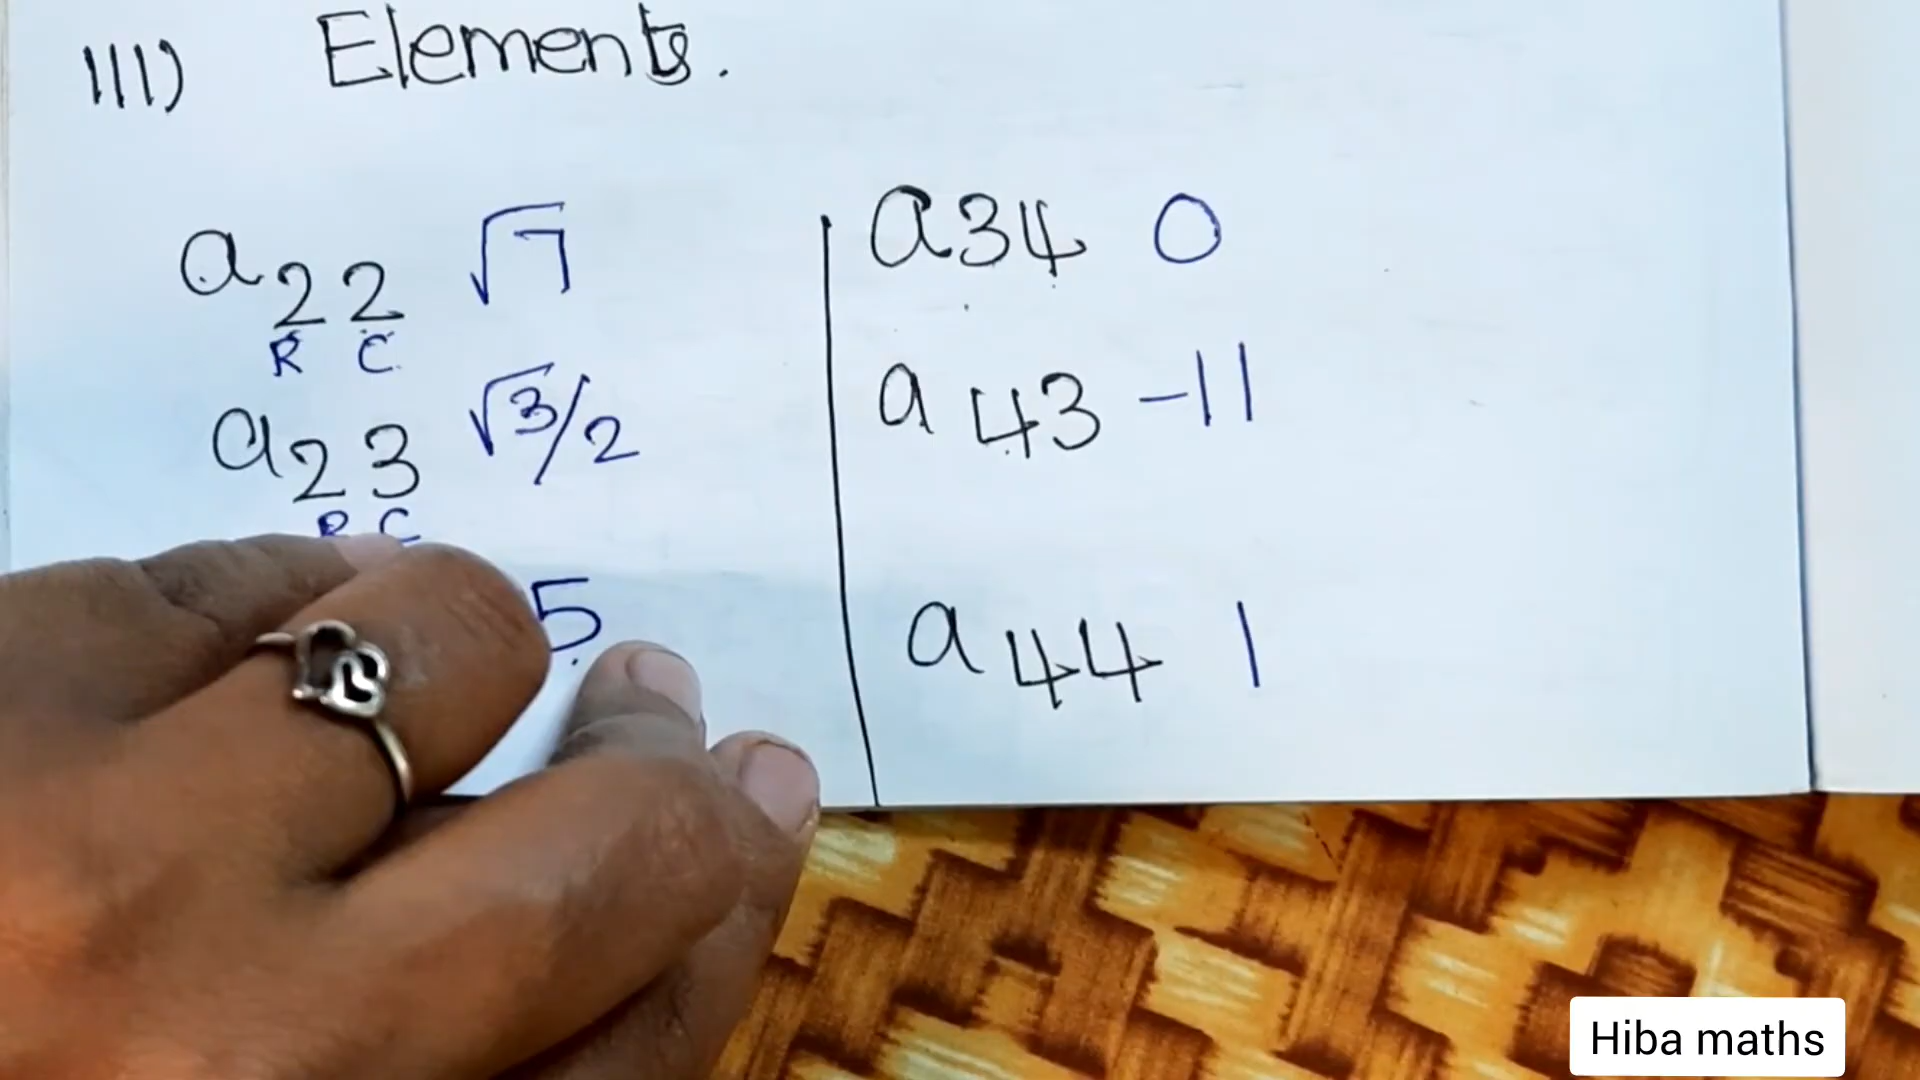 III) Elements.
a22 √7
R C
a23 √3/2
R C
5
a34 0
a43 -11
a44 1
Hiba maths